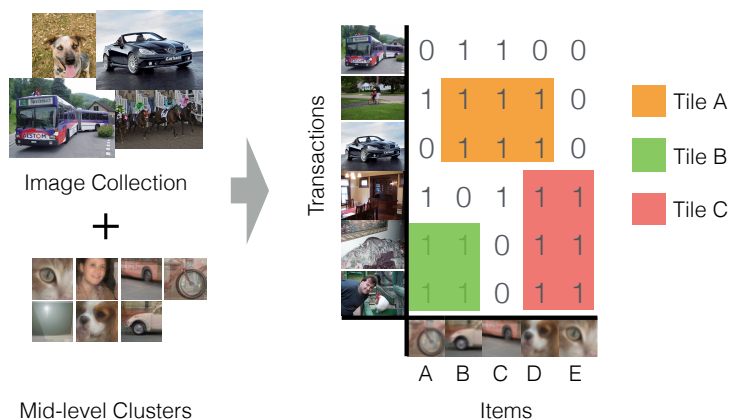 Image Collection
+
Mid-level Clusters
Transactions
0 1 1 0 0
1 1 1 1 0
0 1 1 1 0
1 0 1 1 1
1 1 0 1 1
1 1 0 1 1
A B C D E
Items
Tile A
Tile B
Tile C